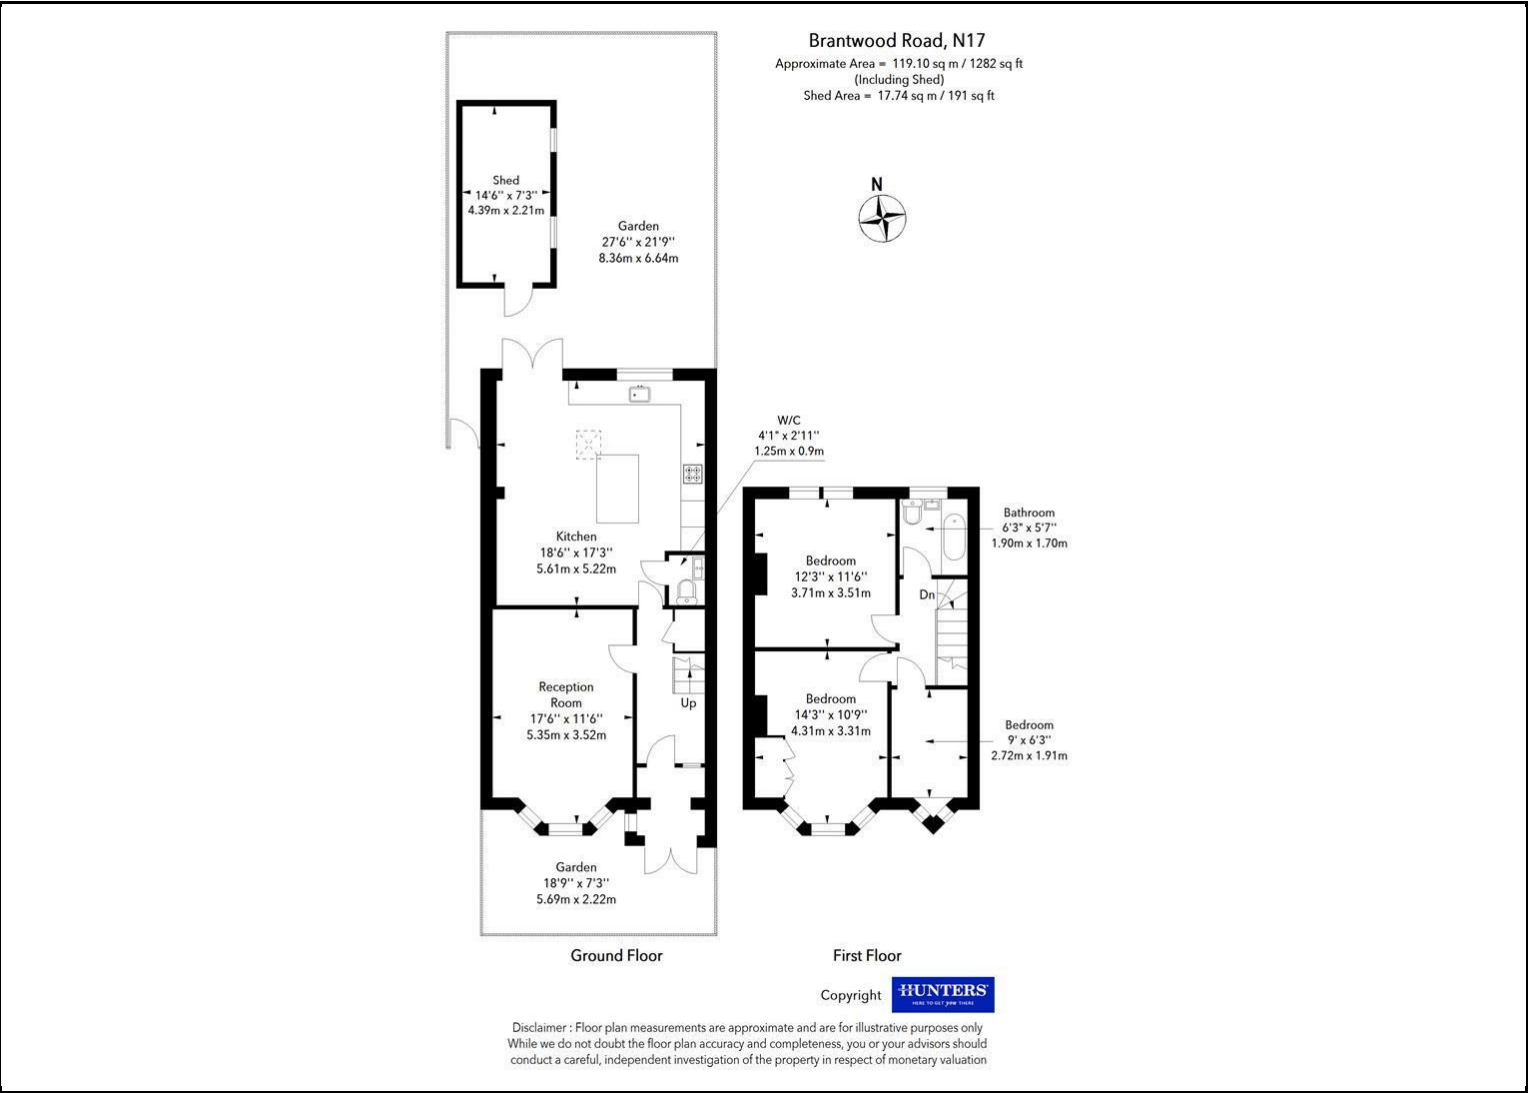 Brantwood Road, N17
Approximate Area = 119.10 sq m / 1282 sq ft
(Including Shed)
Shed Area = 17.74 sq m / 191 sq ft
N
Shed
14'6'' x 7'3''
4.39m x 2.21m
Garden
27'6'' x 21'9''
8.36m x 6.64m
W/C
4'1" x 2'11''
1.25m x 0.9m
Kitchen
18'6'' x 17'3''
5.61m x 5.22m
Reception
Room
17'6'' x 11'6''
5.35m x 3.52m
Up
Garden
18'9'' x 7'3''
5.69m x 2.22m
Ground Floor
Bedroom
12'3'' x 11'6''
3.71m x 3.51m
Bathroom
6'3" x 5'7''
1.90m x 1.70m
Dn
Bedroom
14'3'' x 10'9''
4.31m x 3.31m
Bedroom
9' x 6'3''
2.72m x 1.91m
First Floor
Copyright
HUNTERS
HERE TO GET you THERE
Disclaimer : Floor plan measurements are approximate and are for illustrative purposes only
While we do not doubt the floor plan accuracy and completeness, you or your advisors should
conduct a careful, independent investigation of the property in respect of monetary valuation